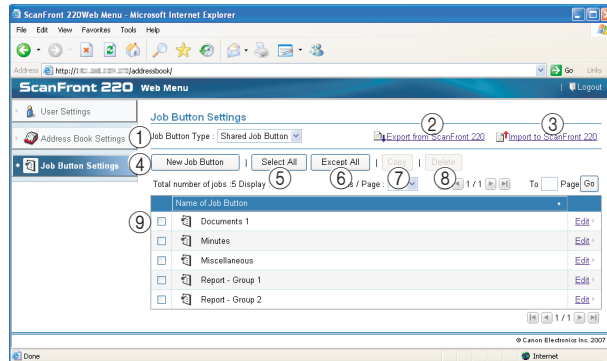 ScanFront 220Web Menu - Microsoft Internet Explorer
File Edit View Favorites Tools Help
Address http:// /addressbook/ Go Links
ScanFront 220 Web Menu Logout
User Settings
Address Book Settings
Job Button Settings
Job Button Settings
① Job Button Type : Shared Job Button ② Export from ScanFront 220 ③ Import to ScanFront 220
④ New Job Button | Select All Except All | Copy | Delete
⑤ ⑥ ⑦ ⑧
Total number of jobs :5 Display : / Page : 1 / 1 To Page Go
Name of Job Button
⑨ Documents 1 Edit
Minutes Edit
Miscellaneous Edit
Report - Group 1 Edit
Report - Group 2 Edit
1 / 1
© Canon Electronics Inc. 2007
Done Internet